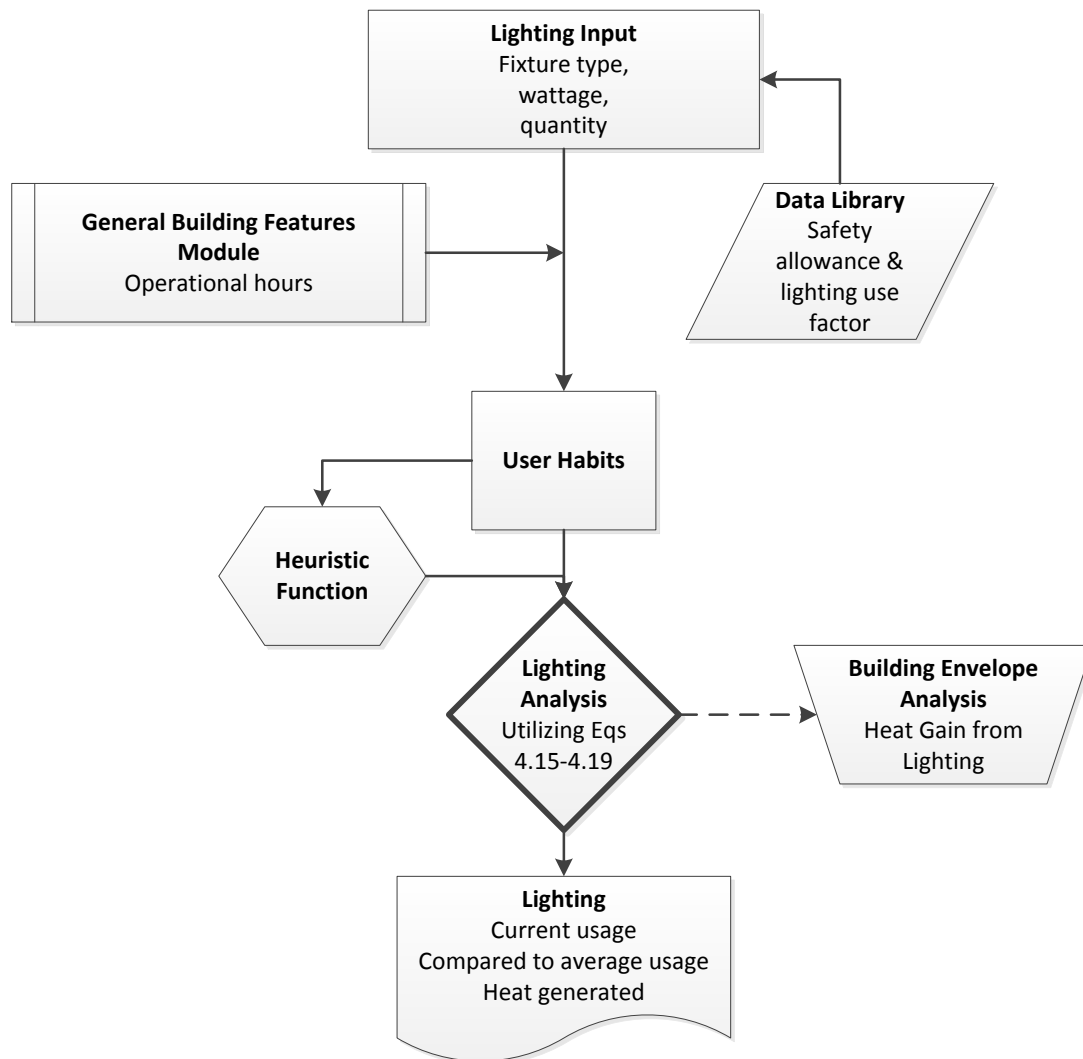 Lighting Input
Fixture type,
wattage,
quantity
General Building Features
Module
Operational hours
Data Library
Safety
allowance &
lighting use
factor
User Habits
Heuristic
Function
Lighting
Analysis
Utilizing Eqs
4.15-4.19
Building Envelope
Analysis
Heat Gain from
Lighting
Lighting
Current usage
Compared to average usage
Heat generated